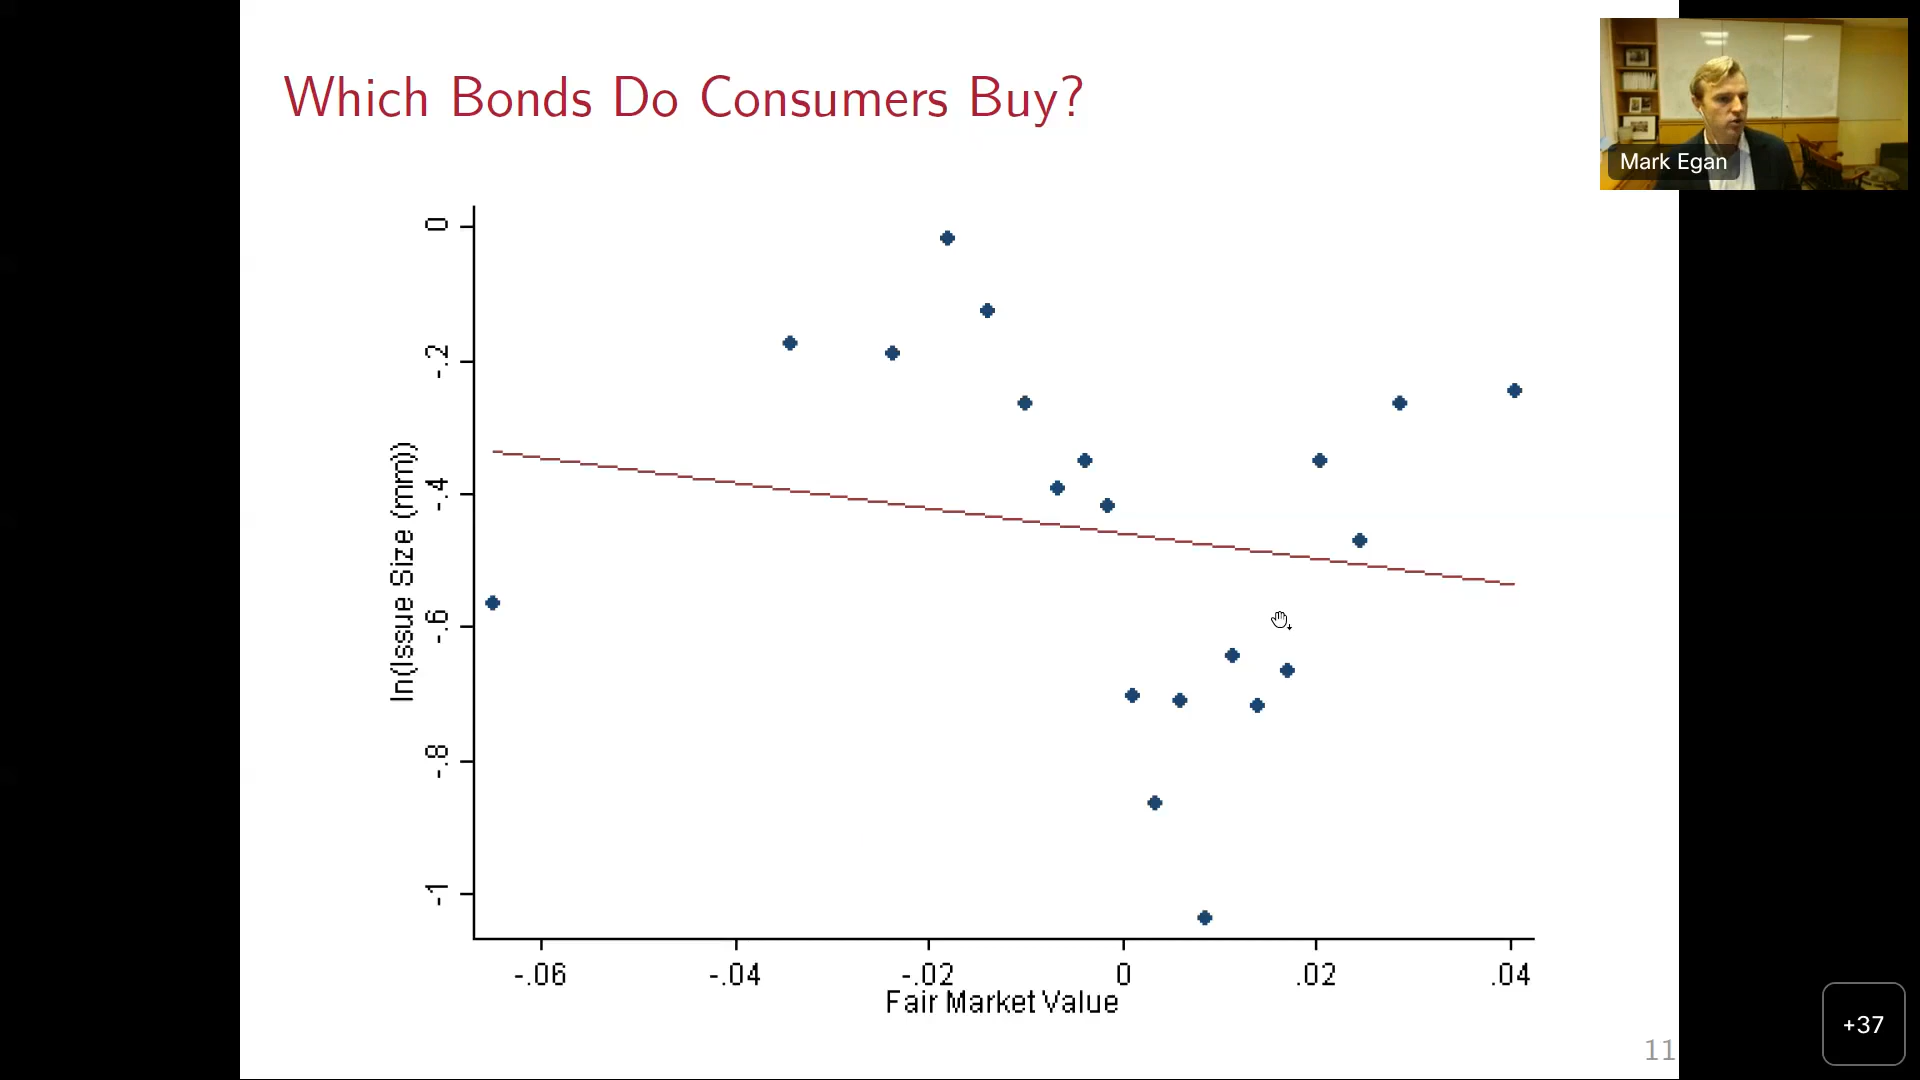 Which Bonds Do Consumers Buy?
Mark Egan
0
-.2
-.4
-.6
-.8
-1
ln(Issue Size (mm))
-.06 -.04 -.02 0 .02 .04
Fair Market Value
11
+37